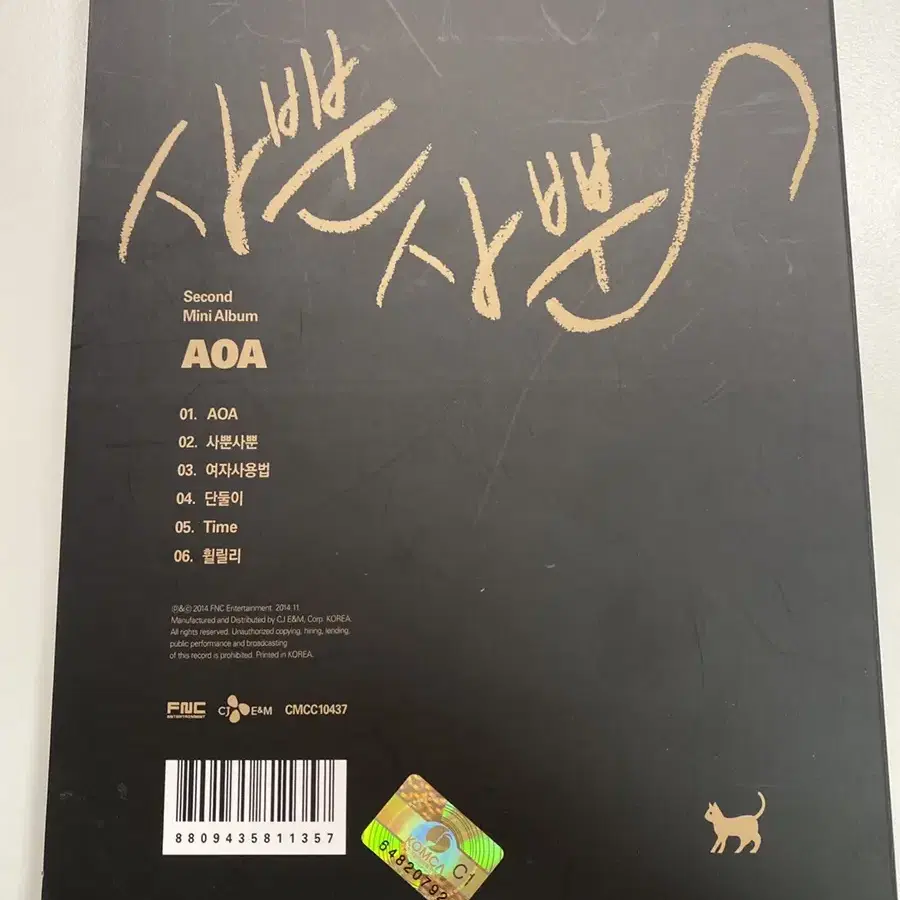 사뿐
사뿐
Second
Mini Album
AOA
01. AOA
02. 사뿐사뿐
03. 여자사용법
04. 단둘이
05. Time
06. 휠릴리
℗&© 2014 FNC Entertainment. 2014.11.
Manufactured and Distributed by CJ E&M, Corp. KOREA.
All rights reserved. Unauthorized copying, hiring, lending,
public performance and broadcasting
of this record is prohibited. Printed in KOREA.
FNC
ENTERTAINMENT
CJ E&M
CMCC10437
8809435811357
KOMCA
C1
64820792